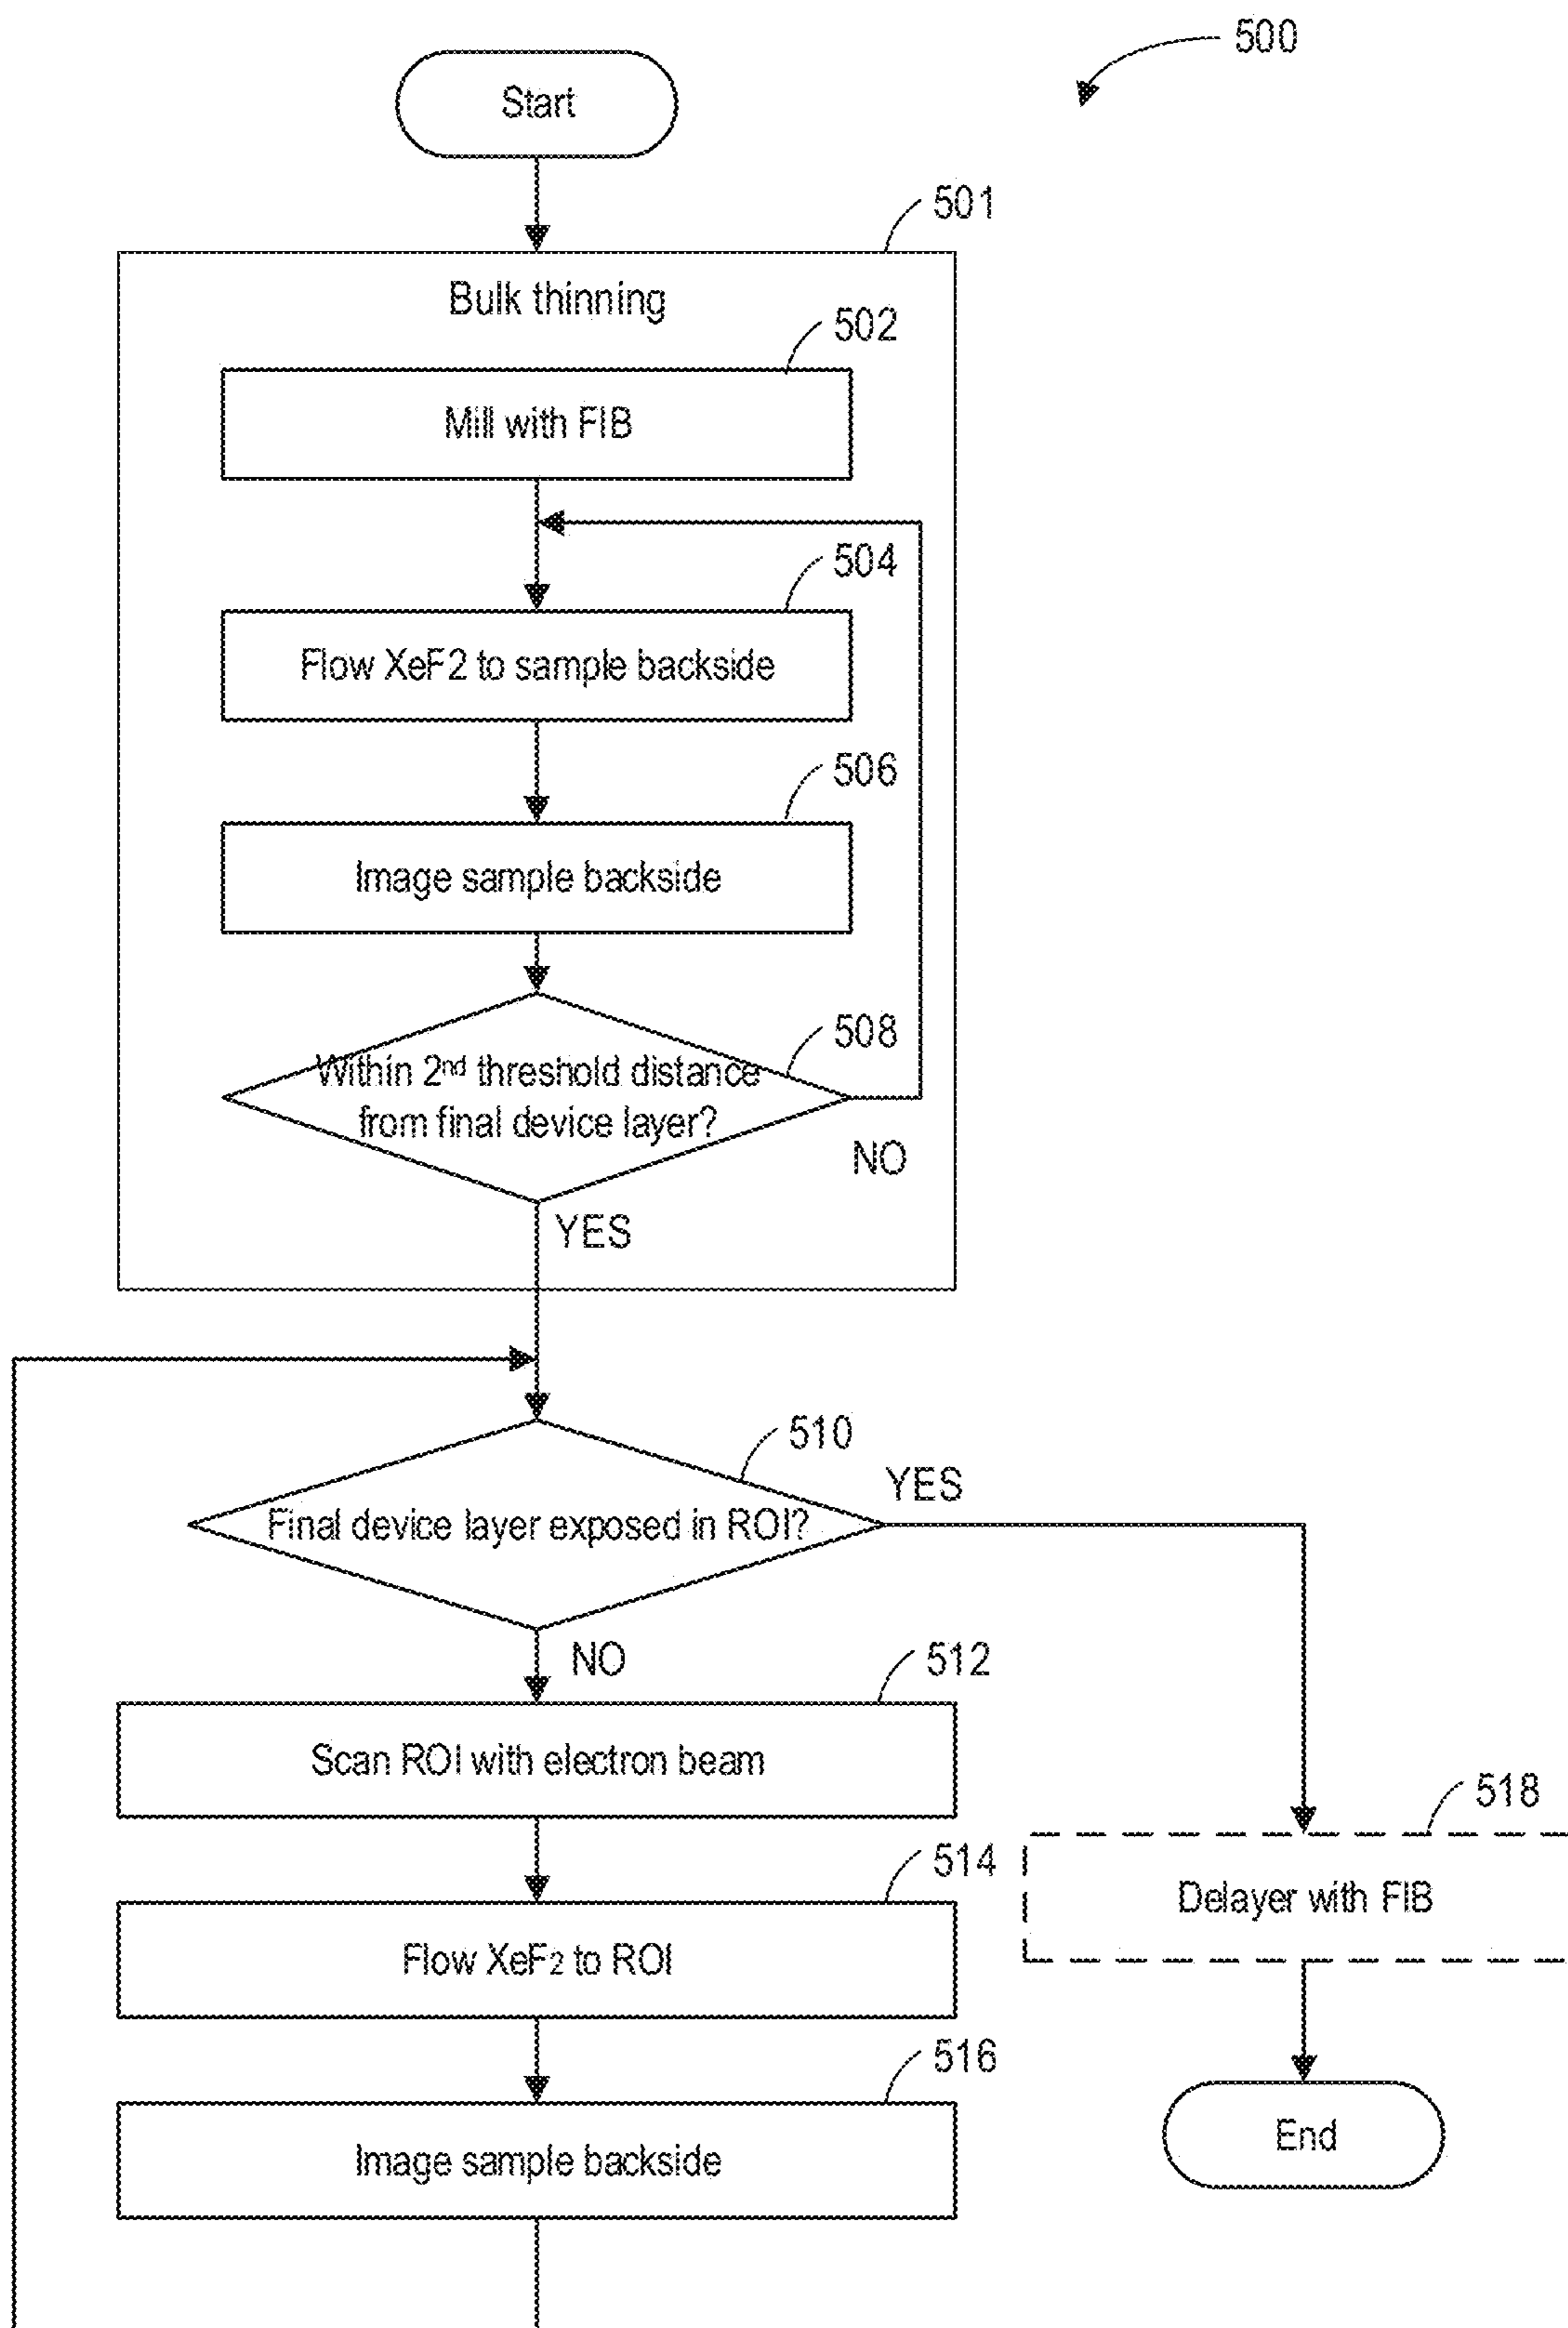 500
Start
501
Bulk thinning
502
Mill with FIB
504
Flow XeF2 to sample backside
506
Image sample backside
508
Within 2nd threshold distance
from final device layer?
NO
YES
510
YES
Final device layer exposed in ROI?
NO
512
Scan ROI with electron beam
518
Delayer with FIB
514
Flow XeF2 to ROI
516
Image sample backside
End